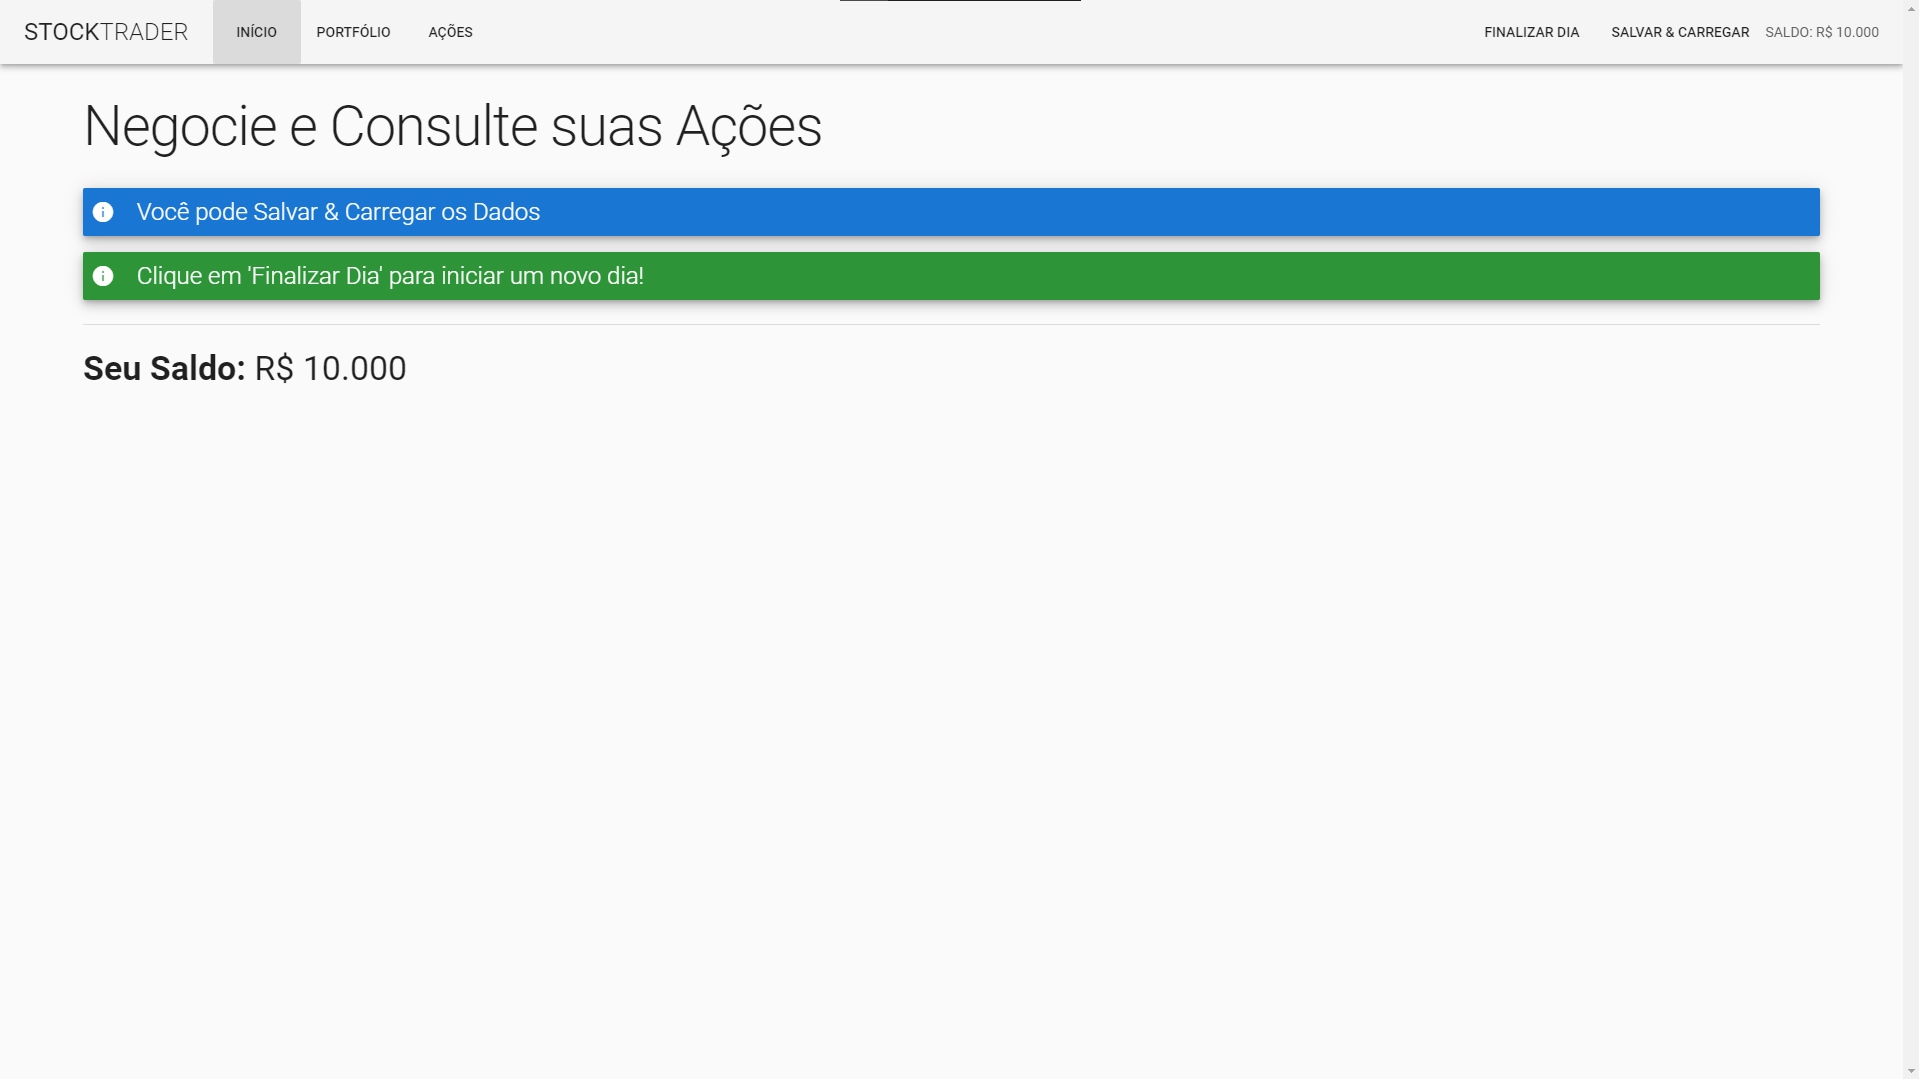 STOCKTRADER INÍCIO PORTFÓLIO AÇÕES FINALIZAR DIA SALVAR & CARREGAR SALDO: R$ 10.000
Negocie e Consulte suas Ações
Você pode Salvar & Carregar os Dados
Clique em 'Finalizar Dia' para iniciar um novo dia!
Seu Saldo: R$ 10.000